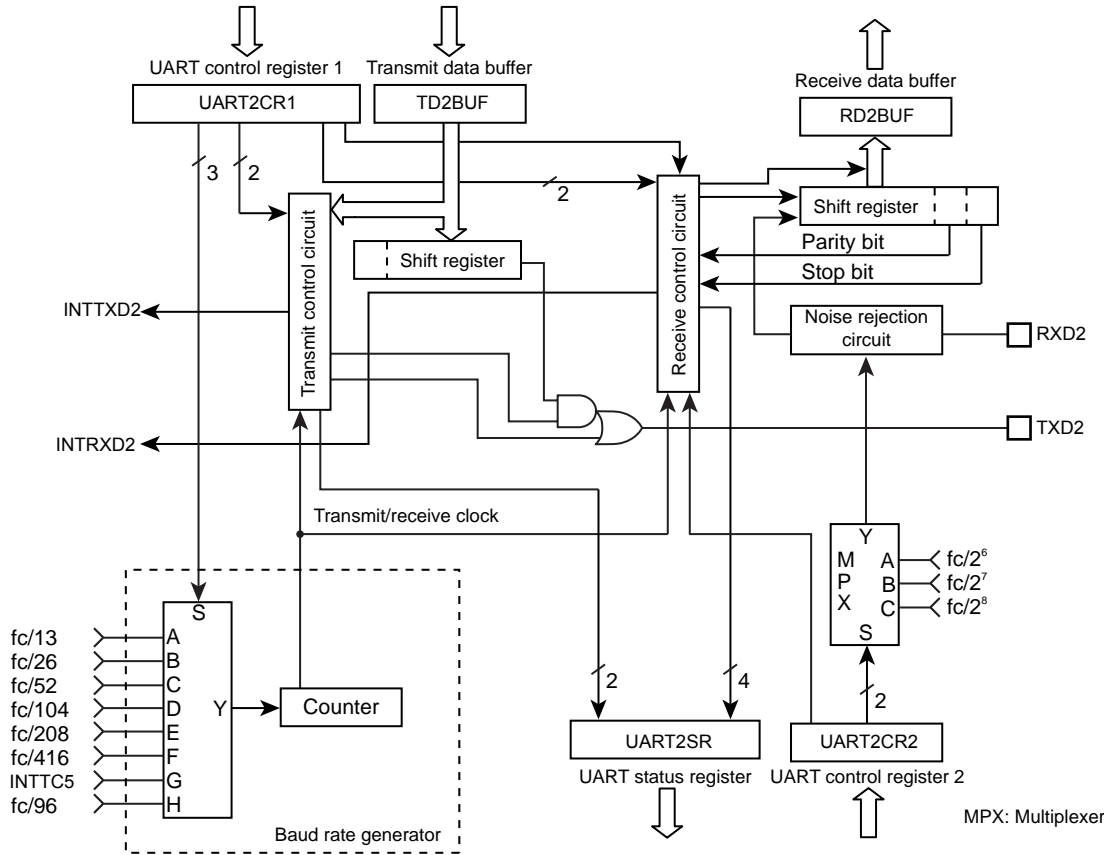 UART control register 1
Transmit data buffer
Receive data buffer
UART2CR1
TD2BUF
RD2BUF
3
2
2
Transmit control circuit
Shift register
Receive control circuit
Shift register
Parity bit
Stop bit
INTTXD2
Noise rejection
circuit
RXD2
INTRXD2
TXD2
Transmit/receive clock
Y
M
P
X
A
B
C
S
fc/2⁶
fc/2⁷
fc/2⁸
S
fc/13
A
fc/26
B
fc/52
C
fc/104
D
fc/208
E
fc/416
F
INTTC5
G
fc/96
H
Y
Counter
2
4
2
UART2SR
UART2CR2
UART status register
UART control register 2
Baud rate generator
MPX: Multiplexer